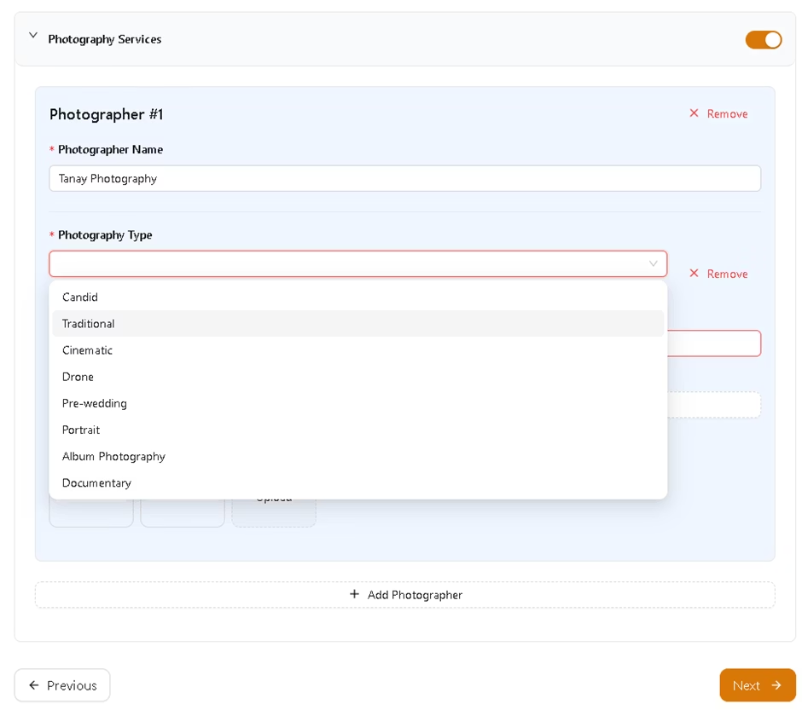 Photography Services
Photographer #1
Remove
* Photographer Name
Tanay Photography
* Photography Type
Remove
Candid
Traditional
Cinematic
Drone
Pre-wedding
Portrait
Album Photography
Documentary
Upload
+ Add Photographer
← Previous
Next →